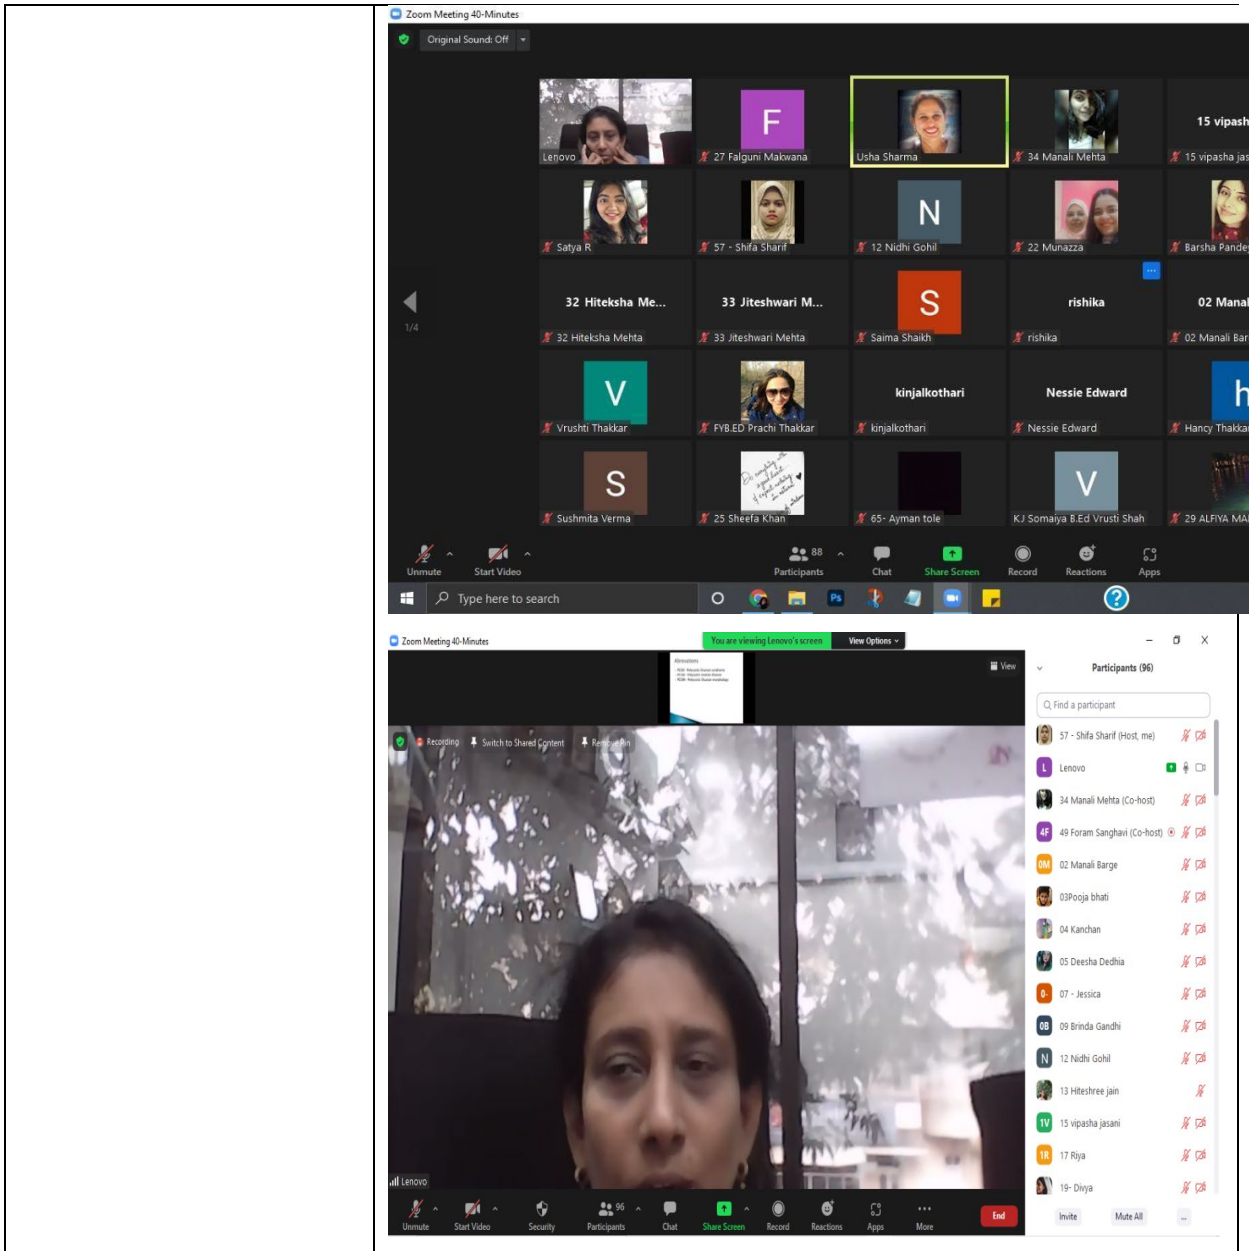 Zoom Meeting 40-Minutes
Original Sound: Off
Lenovo
F
27 Falguni Makwana
Usha Sharma
34 Manali Mehta
15 vipash
15 vipasha jas
Satya R
57 - Shifa Sharif
N
12 Nidhi Gohil
22 Munazza
Barsha Pandey
32 Hiteksha Me...
32 Hiteksha Mehta
33 Jiteshwari M...
33 Jiteshwari Mehta
S
Saima Shaikh
rishika
rishika
02 Manal
02 Manali Bar
1/4
V
Vrushti Thakkar
FYB.ED Prachi Thakkar
kinjalkothari
kinjalkothari
Nessie Edward
Nessie Edward
h
Hancy Thakkar
S
Sushmita Verma
25 Sheefa Khan
65- Ayman tole
V
KJ Somaiya B.Ed Vrusti Shah
29 ALFIYA MA
Unmute
Start Video
88
Participants
Chat
Share Screen
Record
Reactions
Apps
Type here to search
Ps
?
Zoom Meeting 40-Minutes
You are viewing Lenovo's screen
View Options
View
Recording
Switch to Shared Content
Remove Pin
Lenovo
Participants (96)
Find a participant
57 - Shifa Sharif (Host, me)
L Lenovo
34 Manali Mehta (Co-host)
4F 49 Foram Sanghavi (Co-host)
0M 02 Manali Barge
03Pooja bhati
04 Kanchan
05 Deesha Dedhia
0- 07 - Jessica
0B 09 Brinda Gandhi
N 12 Nidhi Gohil
13 Hiteshree jain
1V 15 vipasha jasani
1R 17 Riya
19- Divya
Invite
Mute All
...
Unmute
Start Video
Security
96
Participants
Chat
Share Screen
Record
Reactions
Apps
More
End